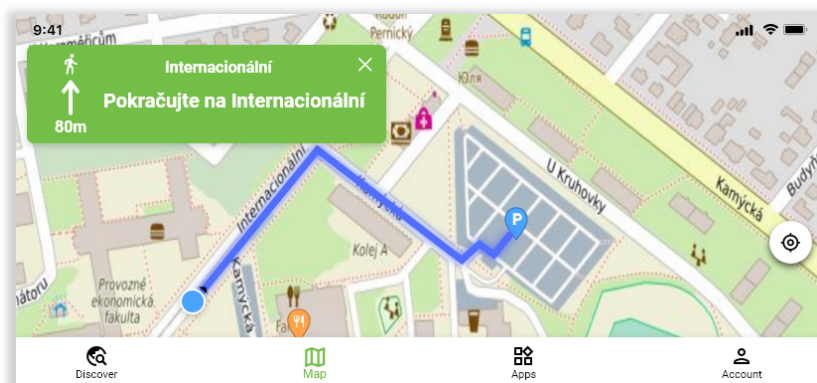 9:41
Internacionální
Pokračujte na Internacionální
80m
Pernický
Юля
U Kruhovky
Kamýcká
Internacionální
Kamýcká
Kolej A
Kamýcká
Provozně
ekonomická
fakulta
P
Discover
Map
Apps
Account